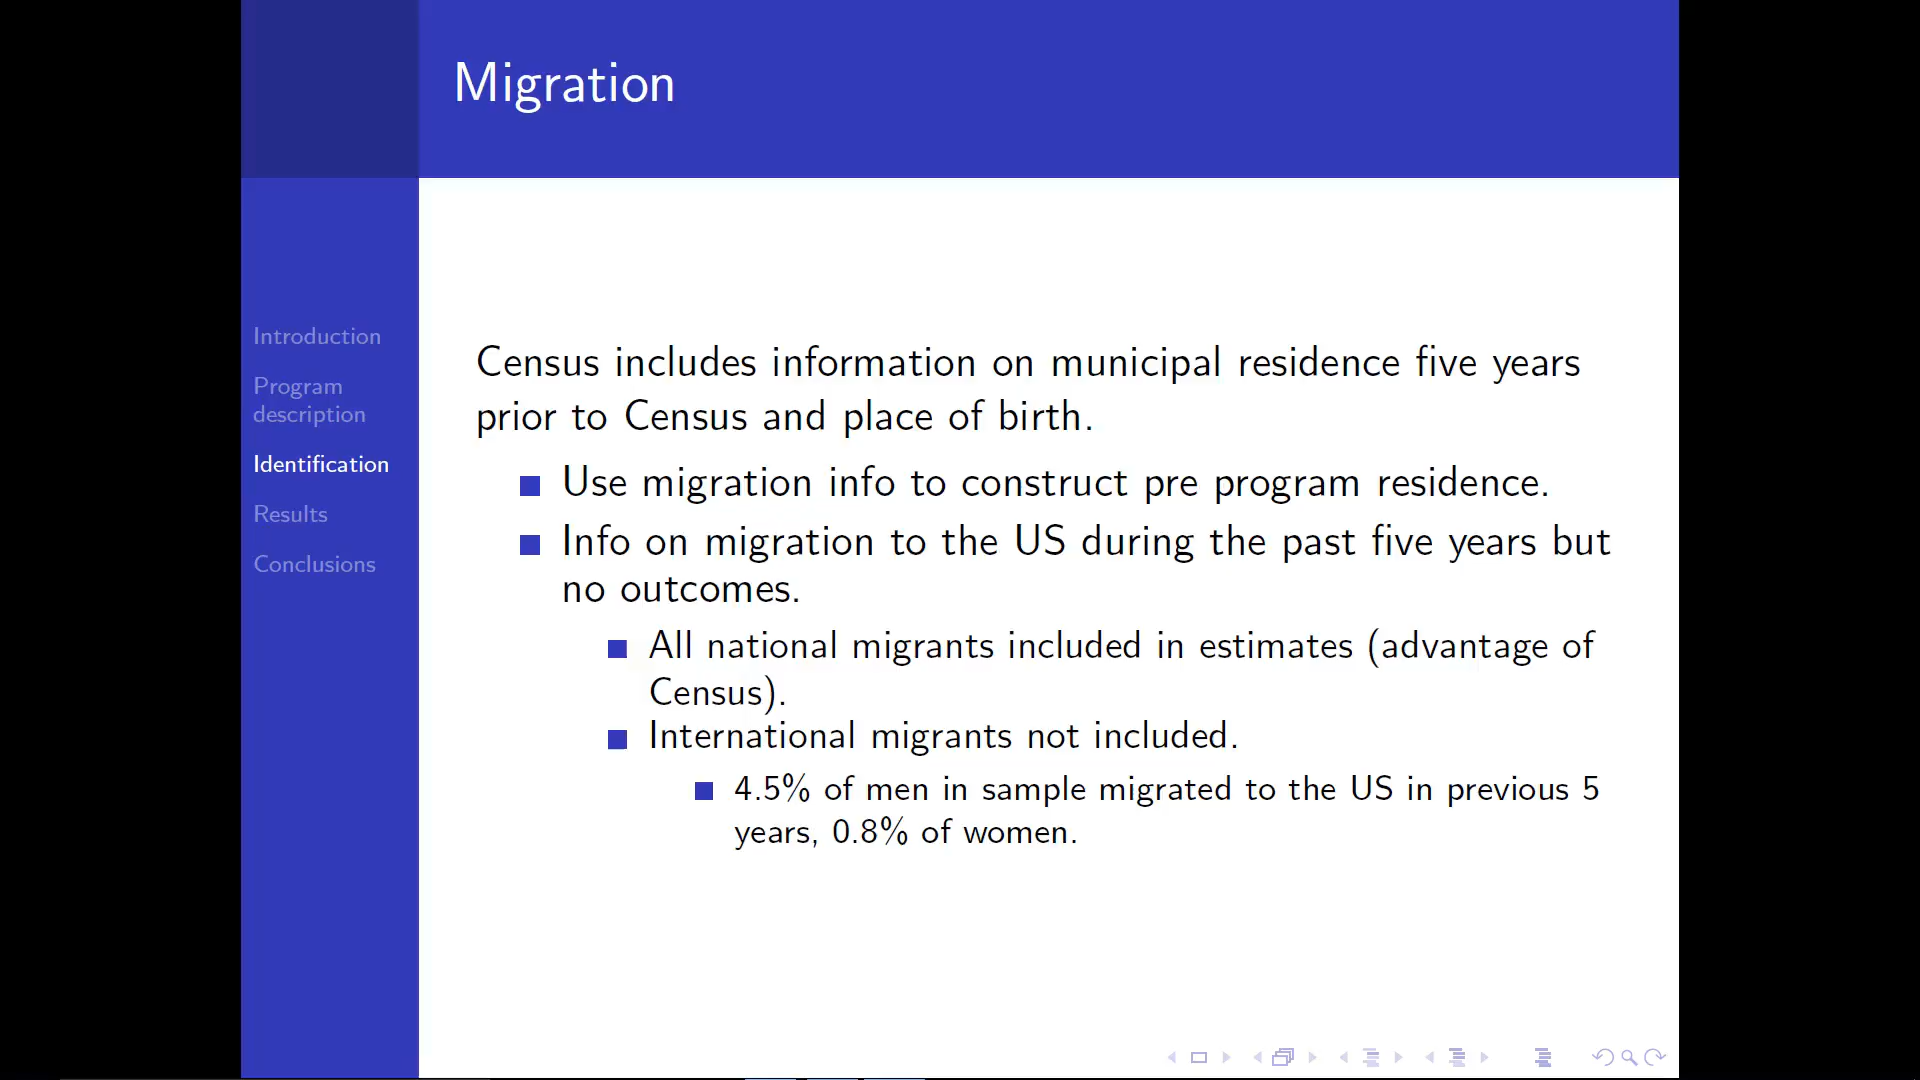 Migration
Introduction
Program
description
Identification
Results
Conclusions
Census includes information on municipal residence five years
prior to Census and place of birth.
Use migration info to construct pre program residence.
Info on migration to the US during the past five years but
no outcomes.
All national migrants included in estimates (advantage of
Census).
International migrants not included.
4.5% of men in sample migrated to the US in previous 5
years, 0.8% of women.